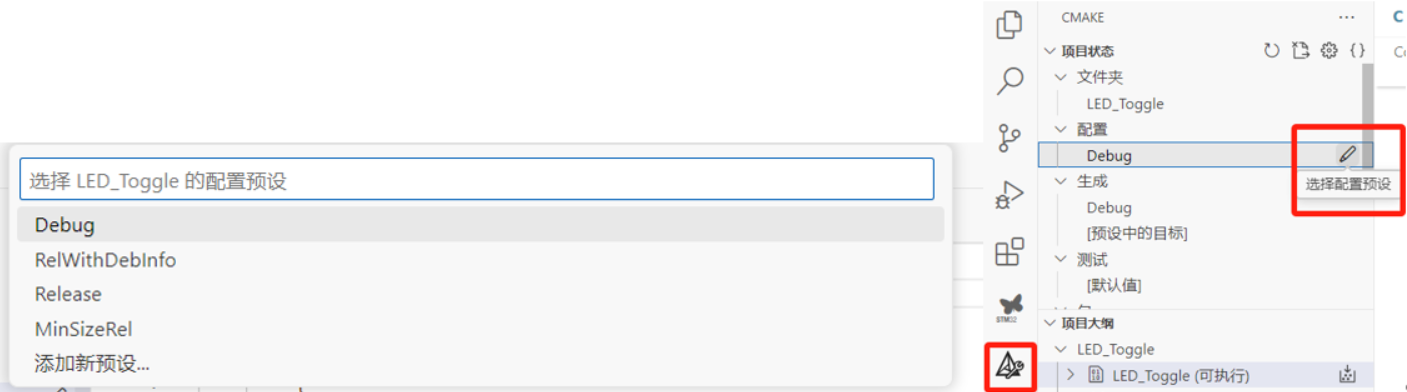 选择 LED_Toggle 的配置预设
Debug
RelWithDebInfo
Release
MinSizeRel
添加新预设...
CMAKE
项目状态
文件夹
LED_Toggle
配置
Debug
选择配置预设
生成
Debug
[预设中的目标]
测试
[默认值]
项目大纲
LED_Toggle
LED_Toggle (可执行)
STM32